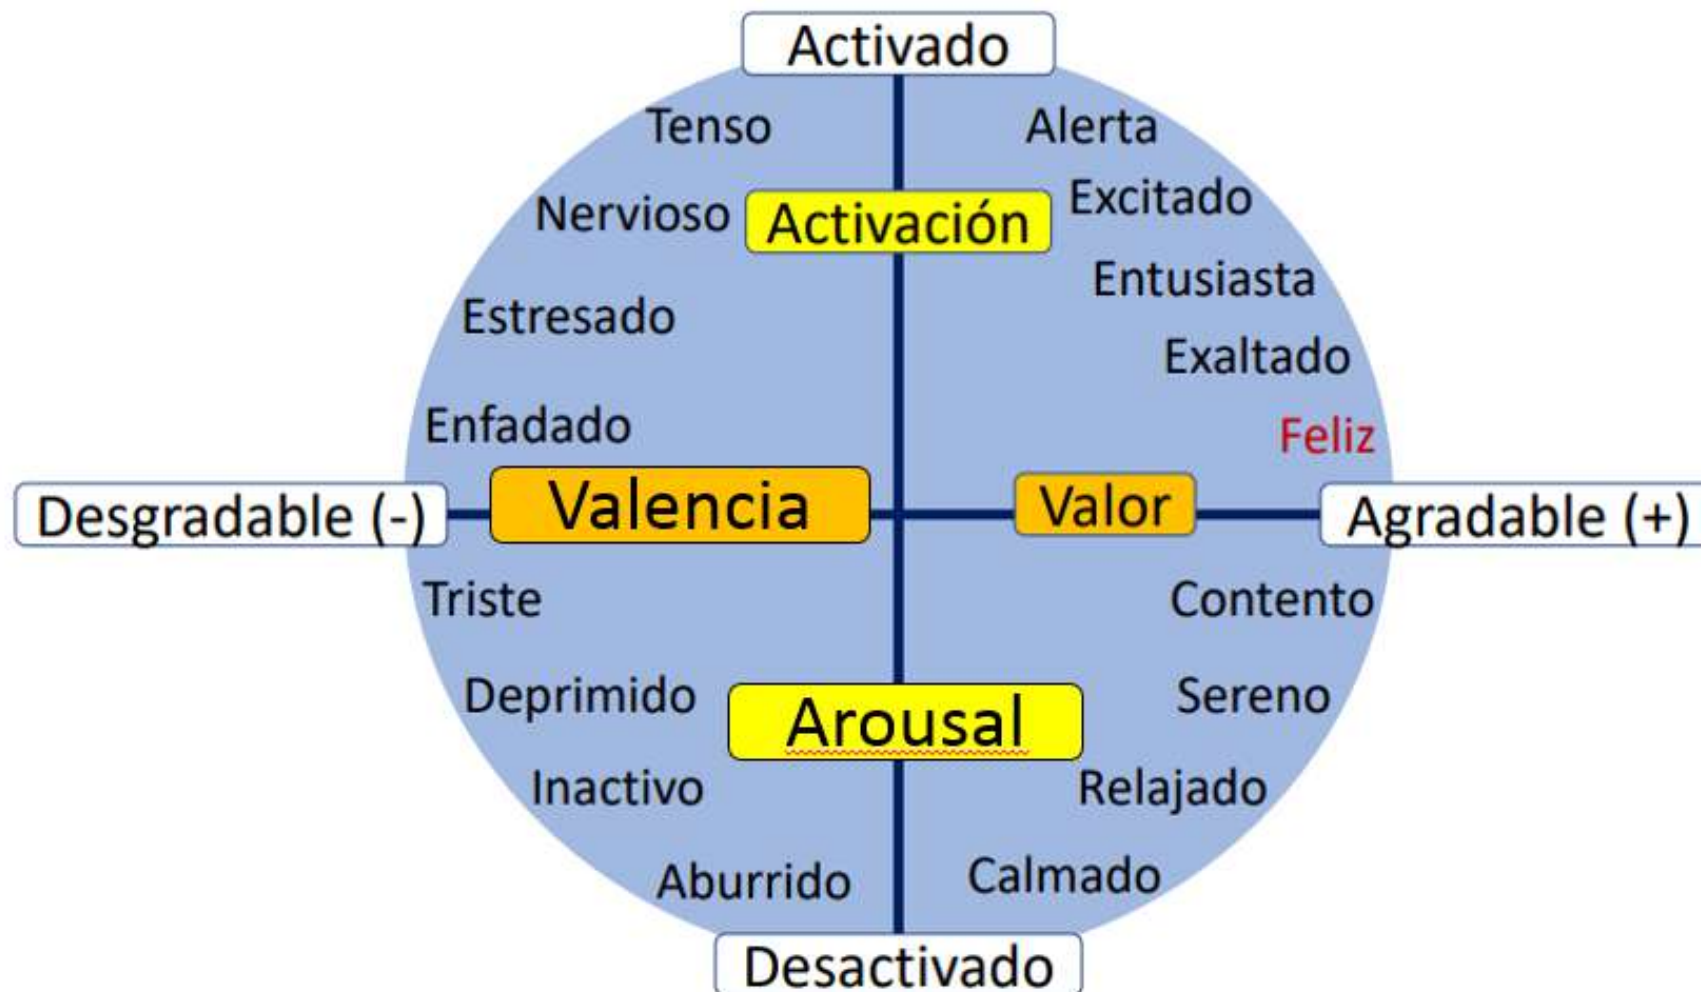 Activado
Tenso
Alerta
Nervioso
Activación
Excitado
Entusiasta
Estresado
Exaltado
Enfadado
Feliz
Desgradable (-)
Valencia
Valor
Agradable (+)
Triste
Contento
Deprimido
Arousal
Sereno
Inactivo
Relajado
Aburrido
Calmado
Desactivado